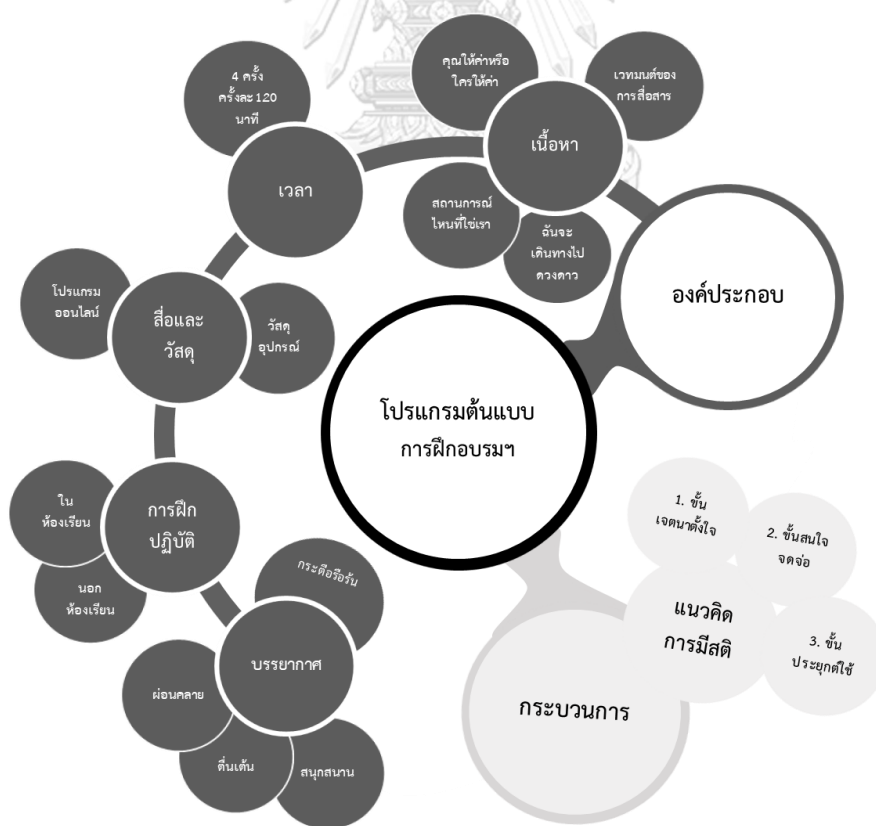 โปรแกรมต้นแบบ
การฝึกอบรมฯ
องค์ประกอบ
เนื้อหา
คุณให้ค่าหรือ
ใครให้ค่า
เวทมนต์ของ
การสื่อสาร
สถานการณ์
ไหนที่ใช่เรา
ฉันจะ
เดินทางไป
ดวงดาว
เวลา
4 ครั้ง
ครั้งละ 120
นาที
สื่อและ
วัสดุ
โปรแกรม
ออนไลน์
วัสดุ
อุปกรณ์
การฝึก
ปฏิบัติ
ใน
ห้องเรียน
นอก
ห้องเรียน
บรรยากาศ
กระตือรือร้น
ผ่อนคลาย
ตื่นเต้น
สนุกสนาน
กระบวนการ
แนวคิด
การมีสติ
1. ขั้น
เจตนาตั้งใจ
2. ขั้นสนใจ
จดจ่อ
3. ขั้น
ประยุกต์ใช้